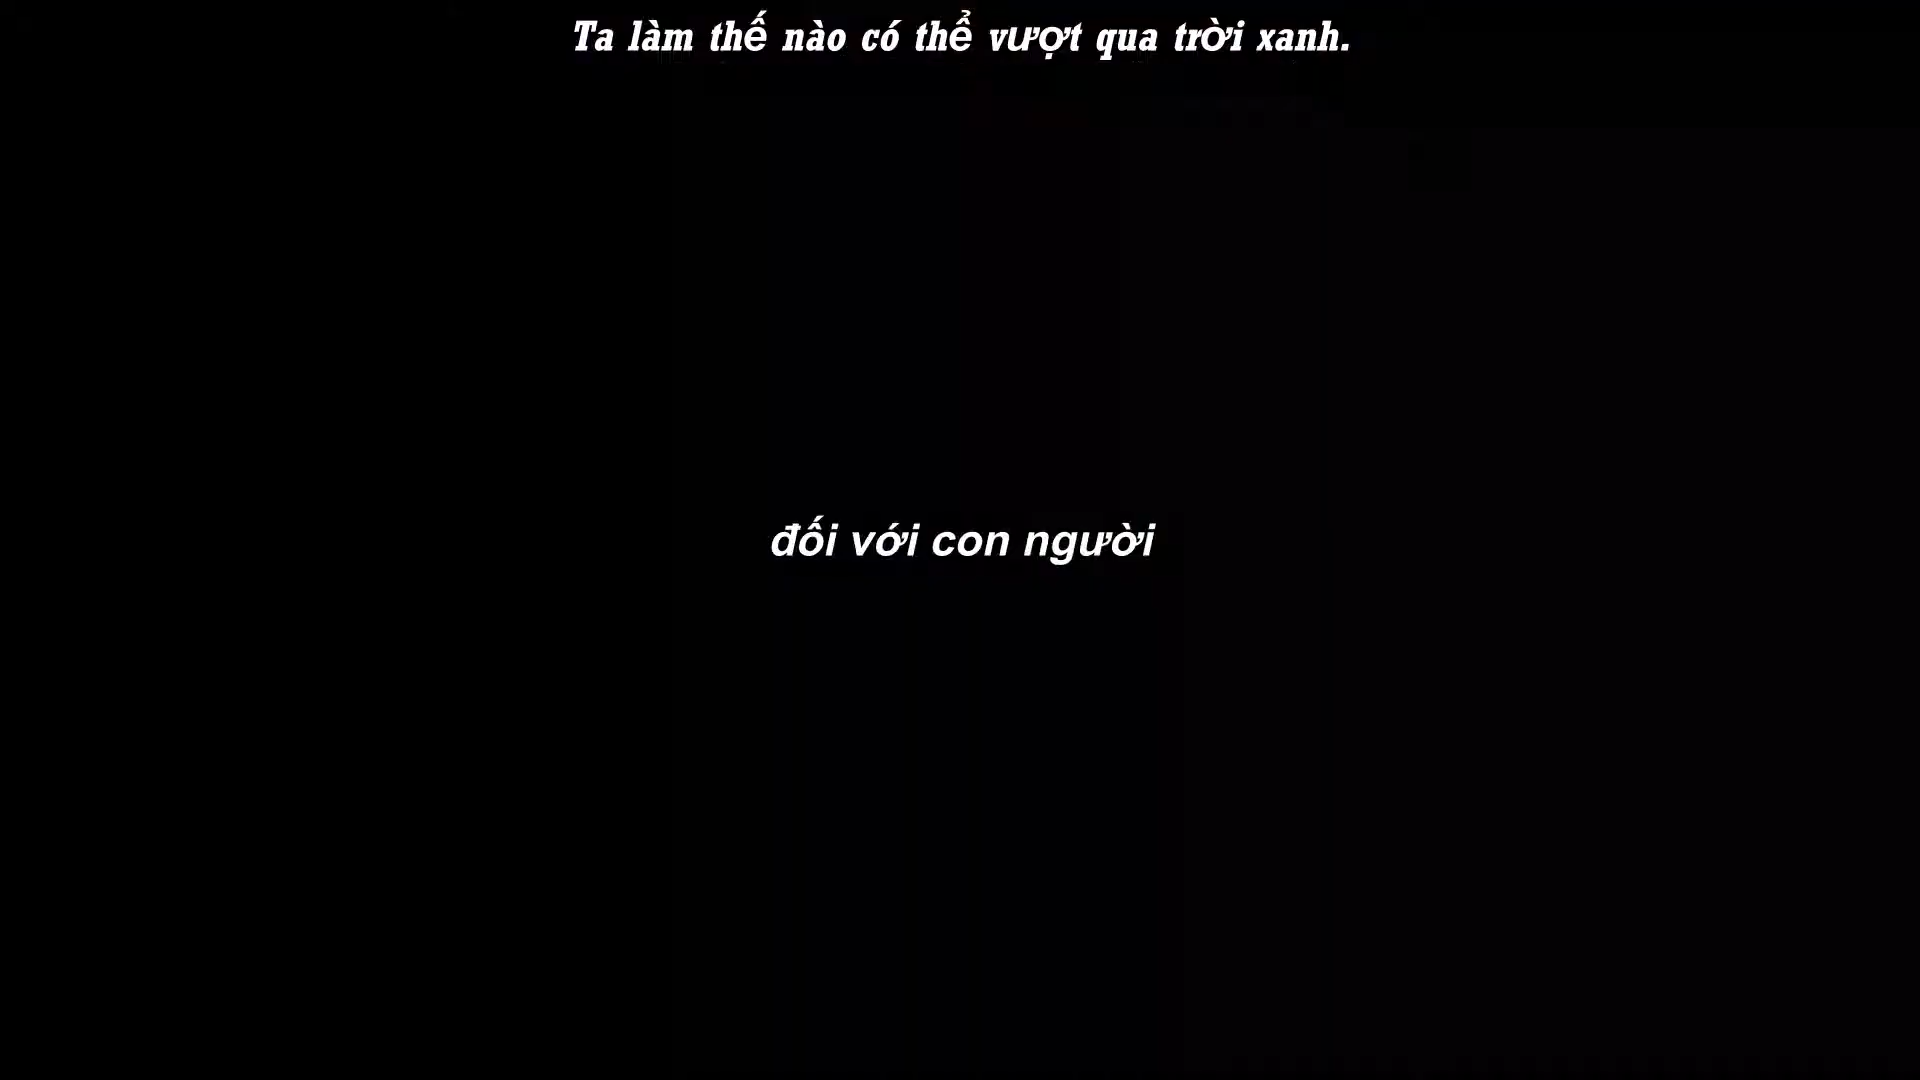 Ta làm thế nào có thể vượt qua trời xanh.
đối với con người